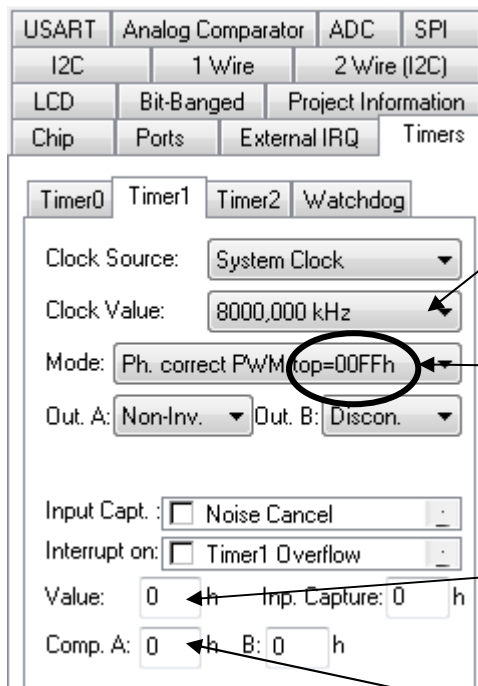 USART Analog Comparator ADC SPI
I2C 1 Wire 2 Wire (I2C)
LCD Bit-Banged Project Information
Chip Ports External IRQ Timers
Timer0 Timer1 Timer2 Watchdog
Clock Source: System Clock
Clock Value: 8000,000 kHz
Mode: Ph. correct PWM top=00FFh
Out. A: Non-Inv. Out. B: Discon.
Input Capt. : Noise Cancel
Interrupt on: Timer1 Overflow
Value: 0 h Inp. Capture: 0 h
Comp. A: 0 h B: 0 h